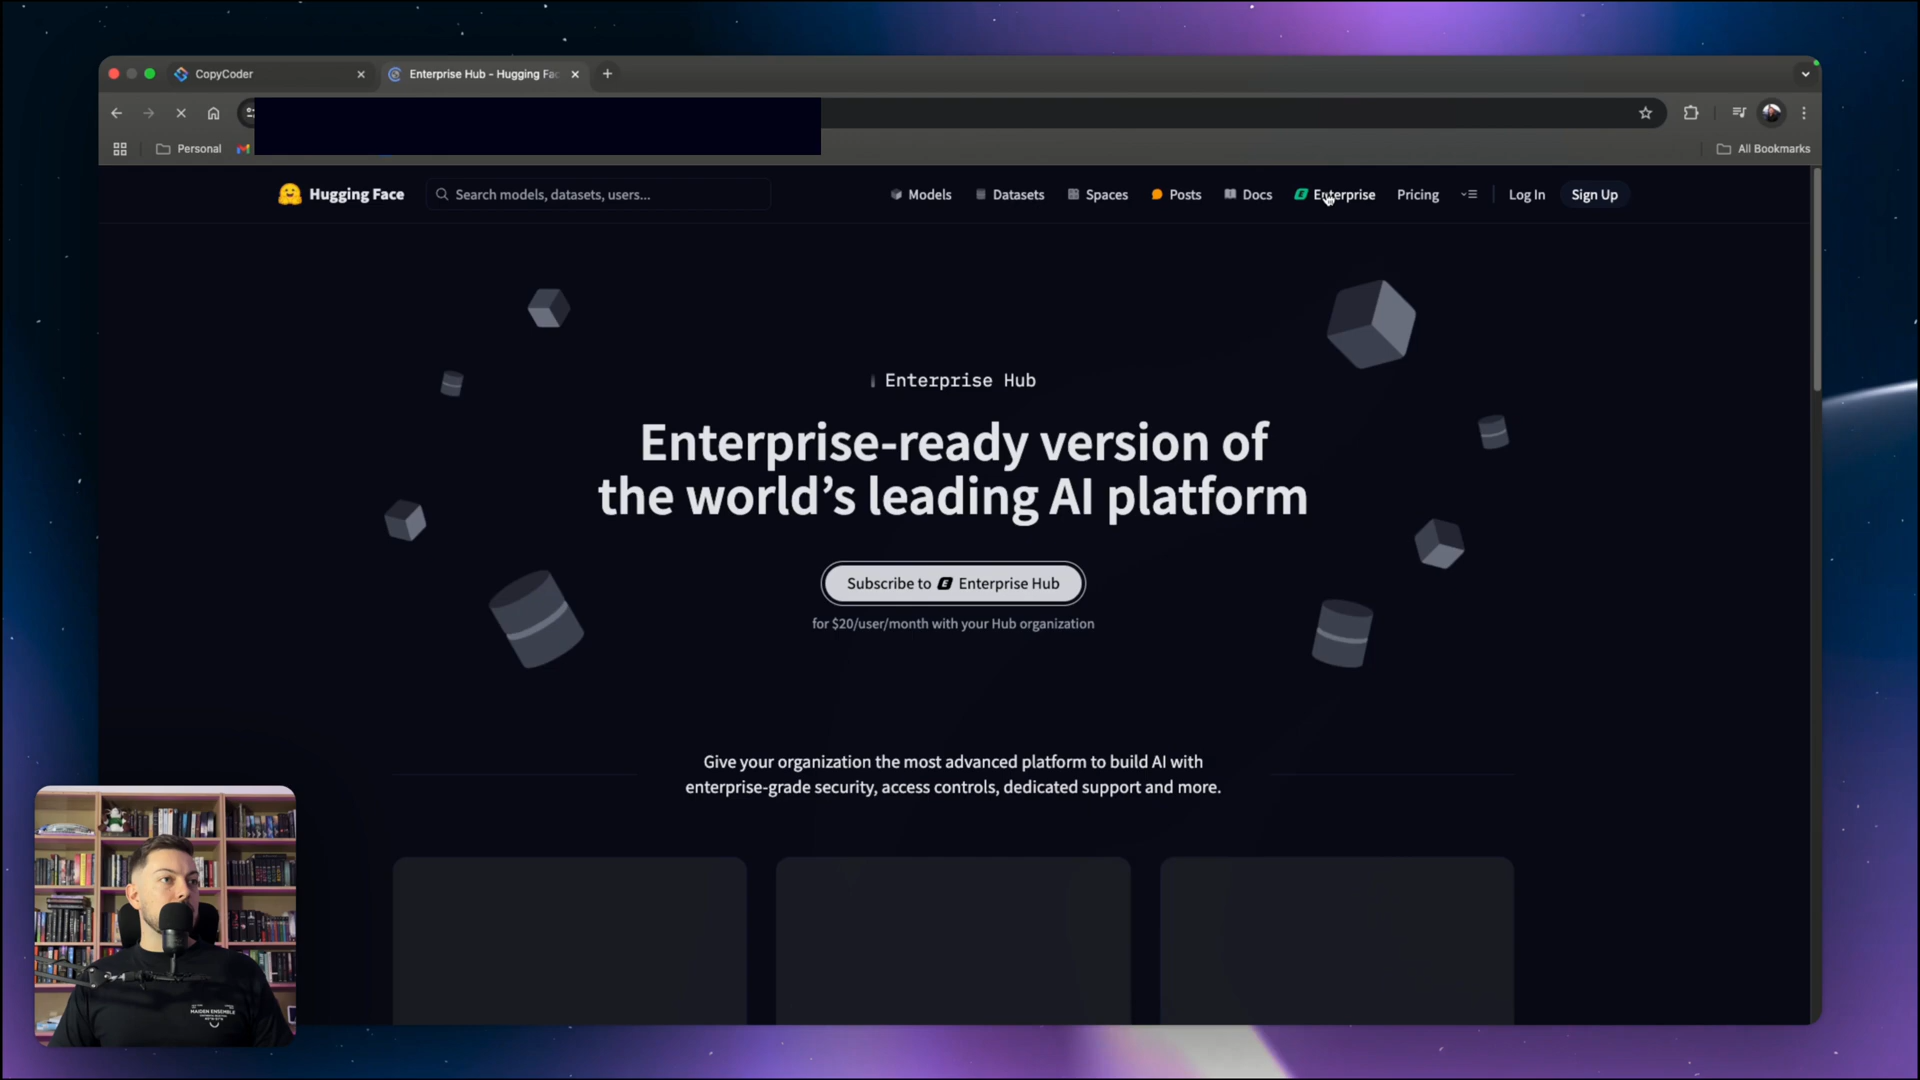 CopyCoder
Enterprise Hub - Hugging Fac
Personal
All Bookmarks
Hugging Face
Search models, datasets, users...
Models
Datasets
Spaces
Posts
Docs
Enterprise
Pricing
Log In
Sign Up
Enterprise Hub
Enterprise-ready version of
the world’s leading AI platform
Subscribe to Enterprise Hub
for $20/user/month with your Hub organization
Give your organization the most advanced platform to build AI with
enterprise-grade security, access controls, dedicated support and more.
MAIDEN ENSEMBLE